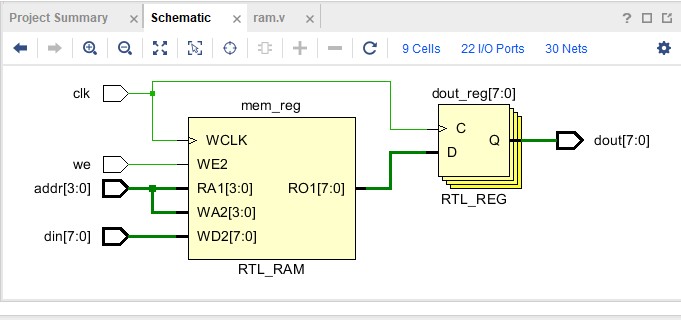 Project Summary
Schematic
ram.v
9 Cells
22 I/O Ports
30 Nets
clk
we
addr[3:0]
din[7:0]
mem_reg
WCLK
WE2
RA1[3:0]
WA2[3:0]
WD2[7:0]
RO1[7:0]
RTL_RAM
dout_reg[7:0]
C
D
Q
RTL_REG
dout[7:0]